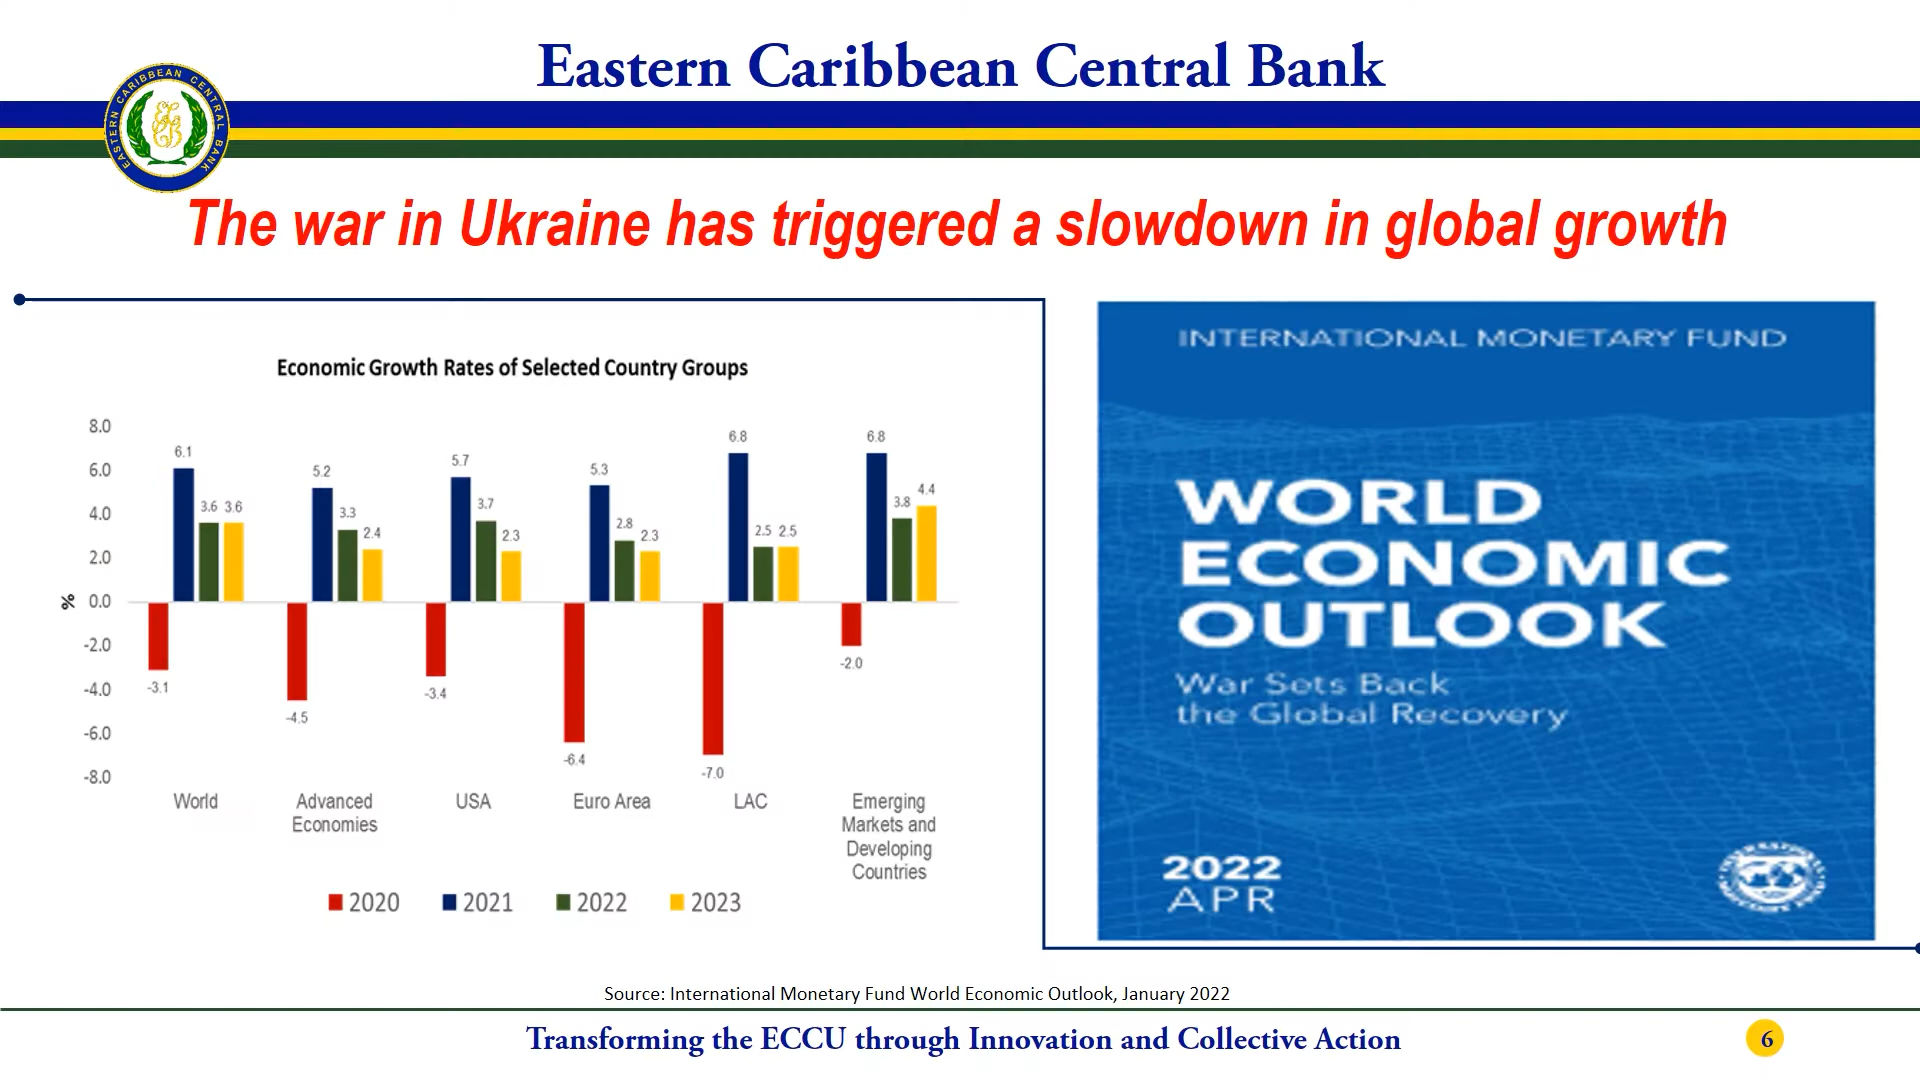 Eastern Caribbean Central Bank
EASTERN CARIBBEAN CENTRAL BANK
The war in Ukraine has triggered a slowdown in global growth
Economic Growth Rates of Selected Country Groups
%
8.0
6.0
4.0
2.0
0.0
-2.0
-4.0
-6.0
-8.0
-3.1 6.1 3.6 3.6
-4.5 5.2 3.3 2.4
-3.4 5.7 3.7 2.3
-6.4 5.3 2.8 2.3
-7.0 6.8 2.5 2.5
-2.0 6.8 3.8 4.4
World
Advanced
Economies
USA
Euro Area
LAC
Emerging
Markets and
Developing
Countries
2020 2021 2022 2023
INTERNATIONAL MONETARY FUND
WORLD
ECONOMIC
OUTLOOK
War Sets Back
the Global Recovery
2022
APR
Source: International Monetary Fund World Economic Outlook, January 2022
Transforming the ECCU through Innovation and Collective Action
6